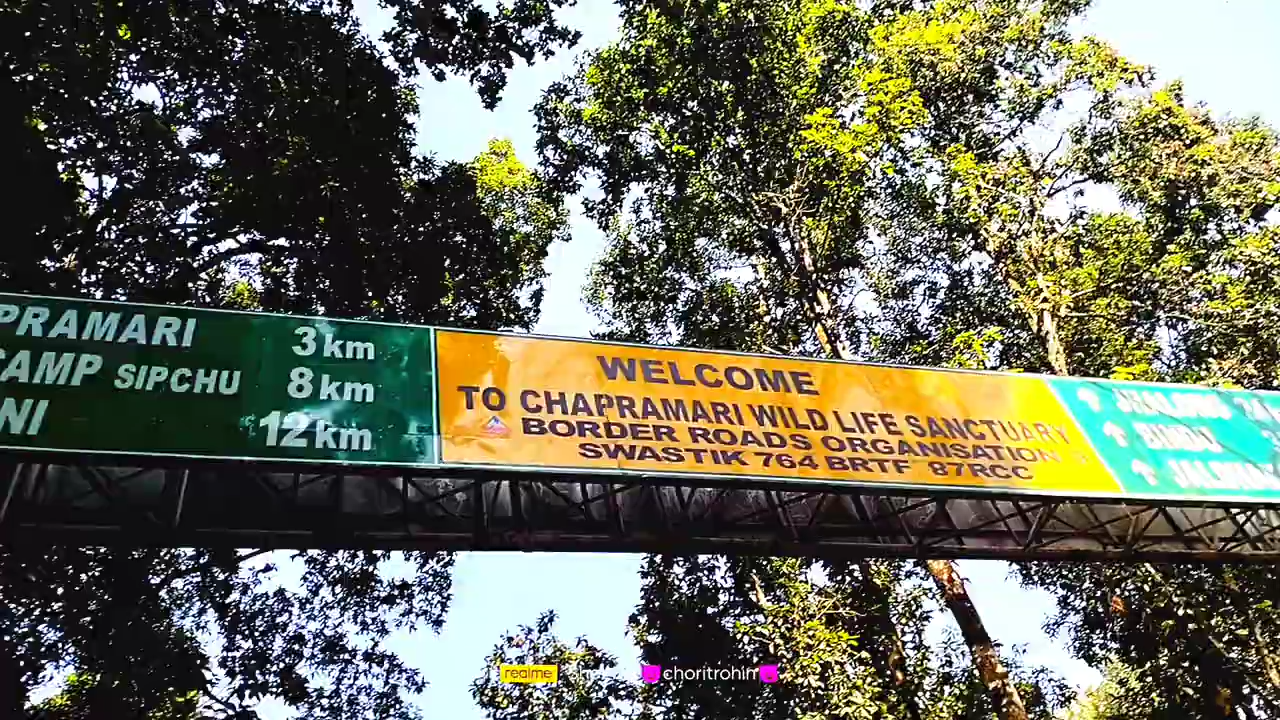 PRAMARI 3 km
CAMP SIPCHU 8 km
NI 12 km
WELCOME
TO CHAPRAMARI WILD LIFE SANCTUARY
BORDER ROADS ORGANISATION
SWASTIK 764 BRTF 87RCC
realme choritrohin